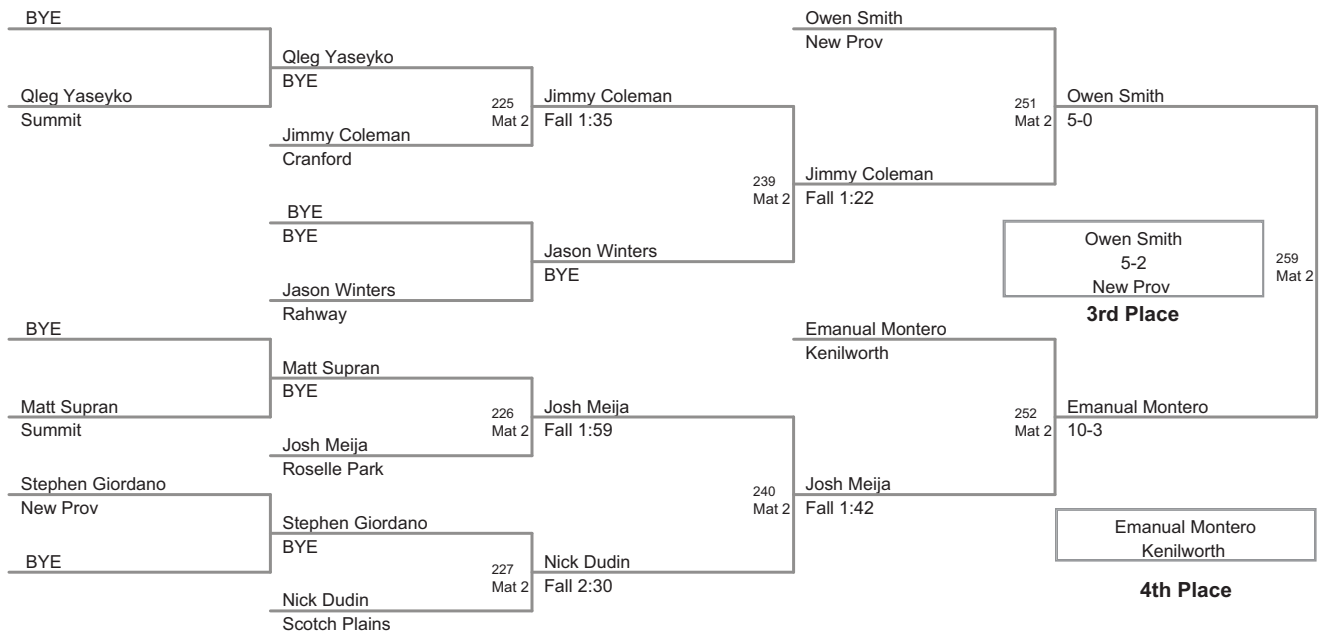 BYE
Qleg Yaseyko
Summit
BYE
Matt Supran
Summit
Stephen Giordano
New Prov
BYE
Qleg Yaseyko
BYE
225
Mat 2
Jimmy Coleman
Cranford
BYE
BYE
Jason Winters
Rahway
Matt Supran
BYE
226
Mat 2
Josh Meija
Roselle Park
Stephen Giordano
BYE
227
Mat 2
Nick Dudin
Scotch Plains
Jimmy Coleman
Fall 1:35
239
Mat 2
Jason Winters
BYE
Josh Meija
Fall 1:59
240
Mat 2
Nick Dudin
Fall 2:30
Owen Smith
New Prov
251
Mat 2
Jimmy Coleman
Fall 1:22
Emanual Montero
Kenilworth
252
Mat 2
Josh Meija
Fall 1:42
Owen Smith
5-0
Owen Smith
5-2
New Prov
3rd Place
259
Mat 2
Emanual Montero
10-3
Emanual Montero
Kenilworth
4th Place